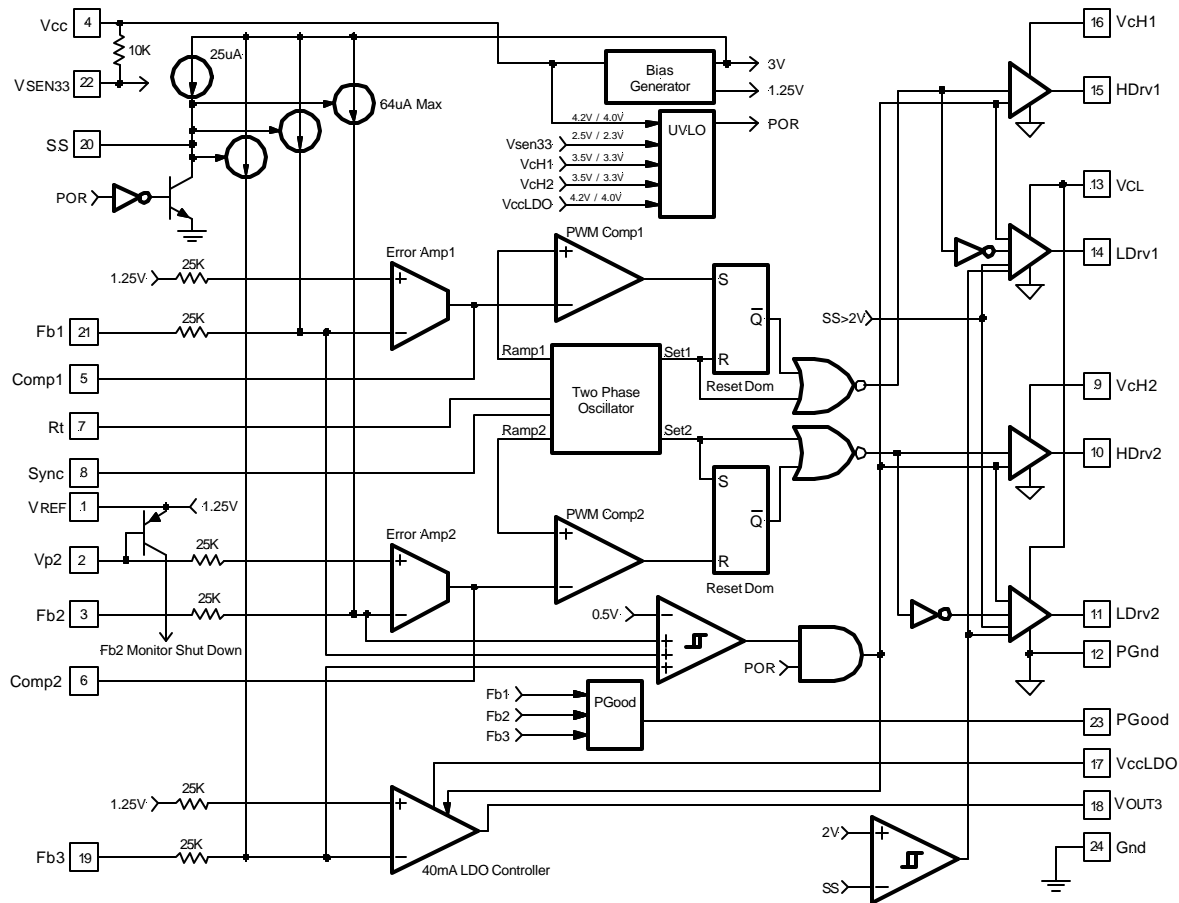 Vcc 4
10K
VSEN33 22
25uA
64uA Max
SS 20
POR
Bias Generator
3V
1.25V
UVLO
POR
4.2V / 4.0V
Vsen33 2.5V / 2.3V
VcH1 3.5V / 3.3V
VcH2 3.5V / 3.3V
VccLDO 4.2V / 4.0V
16 VcH1
15 HDrv1
13 VCL
14 LDrv1
SS>2V
9 VcH2
10 HDrv2
11 LDrv2
12 PGnd
23 PGood
17 VccLDO
18 VOUT3
24 Gnd
1.25V 25K
Error Amp1
+
−
Fb1 21 25K
Comp1 5
PWM Comp1
+
−
S
Q
R
Reset Dom
Ramp1
Set1
Two Phase Oscillator
Ramp2
Set2
Rt 7
Sync 8
VREF 1 1.25V
Vp2 2 25K
Error Amp2
+
−
Fb2 3 25K
Fb2 Monitor Shut Down
Comp2 6
PWM Comp2
+
−
S
Q
R
Reset Dom
0.5V −
+
+
+
POR
Fb1
Fb2
Fb3
PGood
1.25V 25K
+
−
Fb3 19 25K
40mA LDO Controller
2V +
SS −